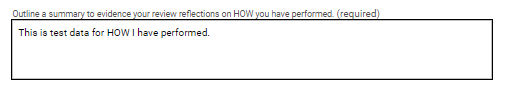 Outline a summary to evidence your review reflections on HOW you have performed. (required)
This is test data for HOW I have performed.